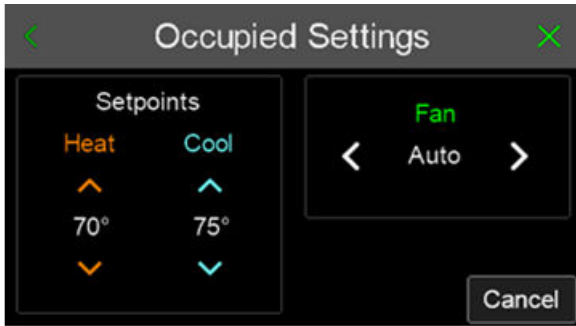 Occupied Settings
Setpoints
Heat Cool
70° 75°
Fan
Auto
Cancel